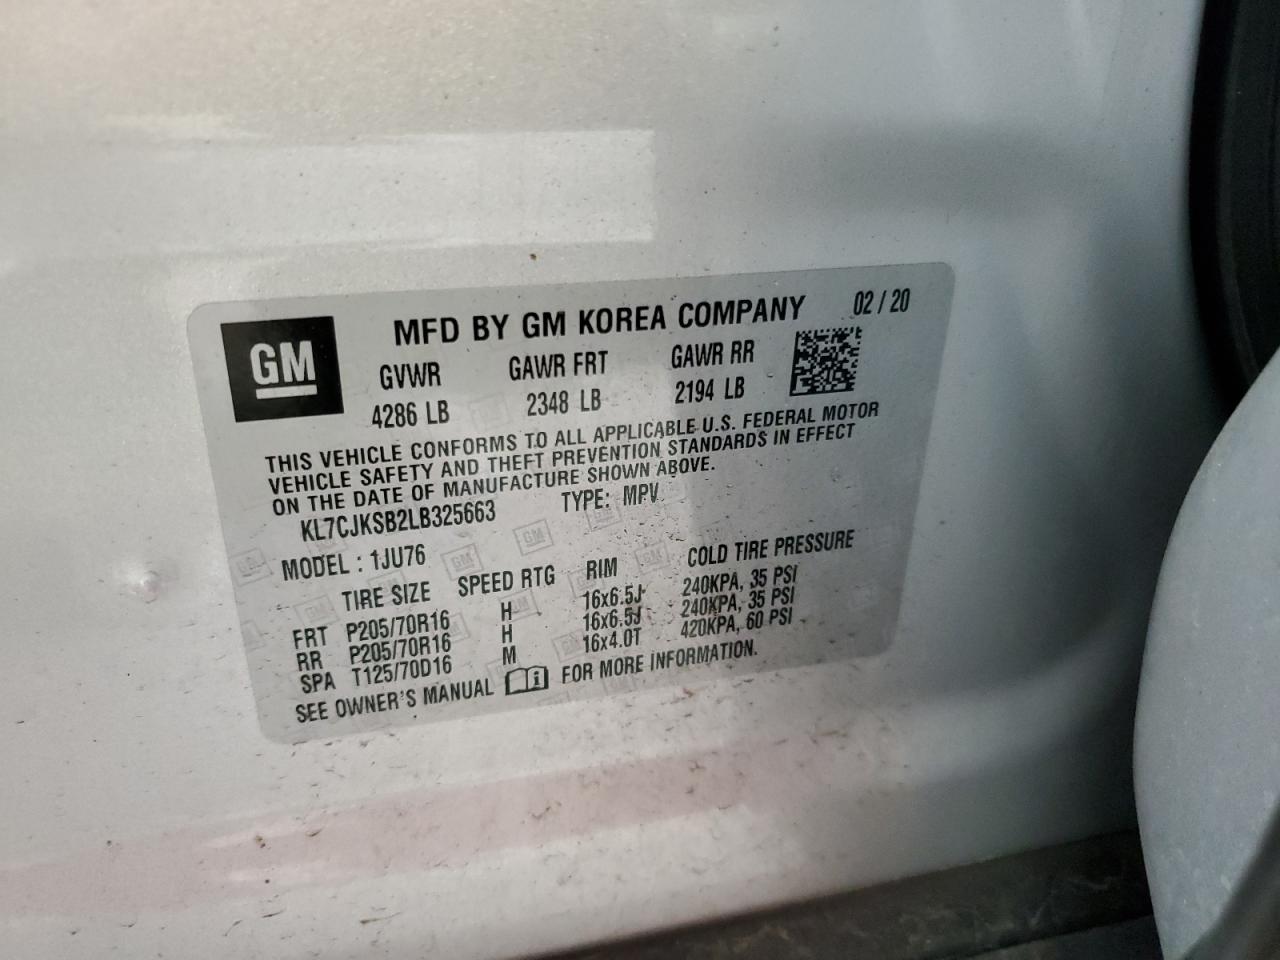 GM
MFD BY GM KOREA COMPANY 02 / 20
GVWR GAWR FRT GAWR RR
4286 LB 2348 LB 2194 LB
THIS VEHICLE CONFORMS TO ALL APPLICABLE U.S. FEDERAL MOTOR
VEHICLE SAFETY AND THEFT PREVENTION STANDARDS IN EFFECT
ON THE DATE OF MANUFACTURE SHOWN ABOVE.
KL7CJKSB2LB325663 TYPE: MPV
MODEL : 1JU76
TIRE SIZE SPEED RTG RIM COLD TIRE PRESSURE
FRT P205/70R16 H 16x6.5J 240KPA, 35 PSI
RR P205/70R16 H 16x6.5J 240KPA, 35 PSI
SPA T125/70D16 M 16x4.0T 420KPA, 60 PSI
SEE OWNER'S MANUAL i FOR MORE INFORMATION.